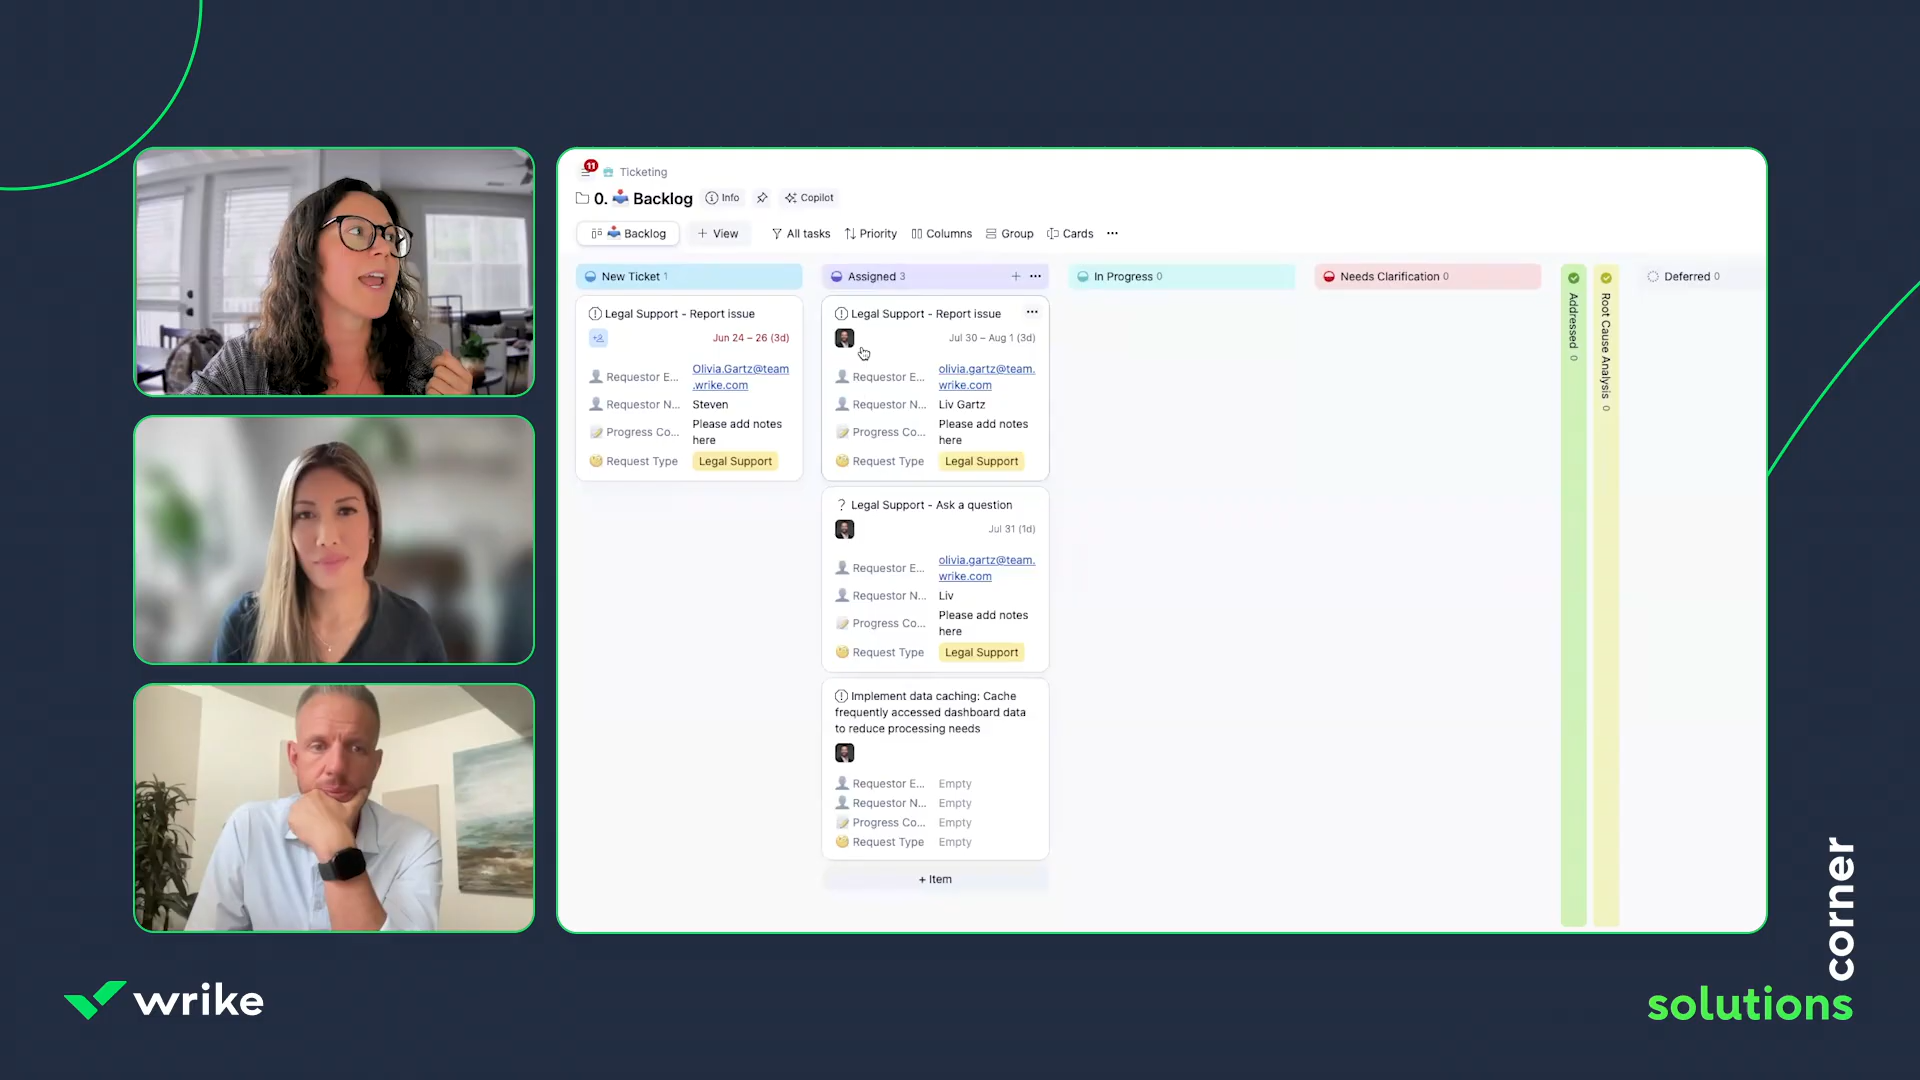 11
Ticketing
0. Backlog
Info
Copilot
Backlog
+ View
All tasks
Priority
Columns
Group
Cards
New Ticket 1
Legal Support - Report issue
+2
Jun 24 – 26 (3d)
Requestor E...
Olivia.Gartz@team
.wrike.com
Requestor N...
Steven
Progress Co...
Please add notes
here
Request Type
Legal Support
Assigned 3
Legal Support - Report issue
Jul 30 – Aug 1 (3d)
Requestor E...
olivia.gartz@team.
wrike.com
Requestor N...
Liv Gartz
Progress Co...
Please add notes
here
Request Type
Legal Support
? Legal Support - Ask a question
Jul 31 (1d)
Requestor E...
olivia.gartz@team.
wrike.com
Requestor N...
Liv
Progress Co...
Please add notes
here
Request Type
Legal Support
Implement data caching: Cache
frequently accessed dashboard data
to reduce processing needs
Requestor E...
Empty
Requestor N...
Empty
Progress Co...
Empty
Request Type
Empty
+ Item
In Progress 0
Needs Clarification 0
Addressed 0
Root Cause Analysis 0
Deferred 0
wrike
solutions
corner